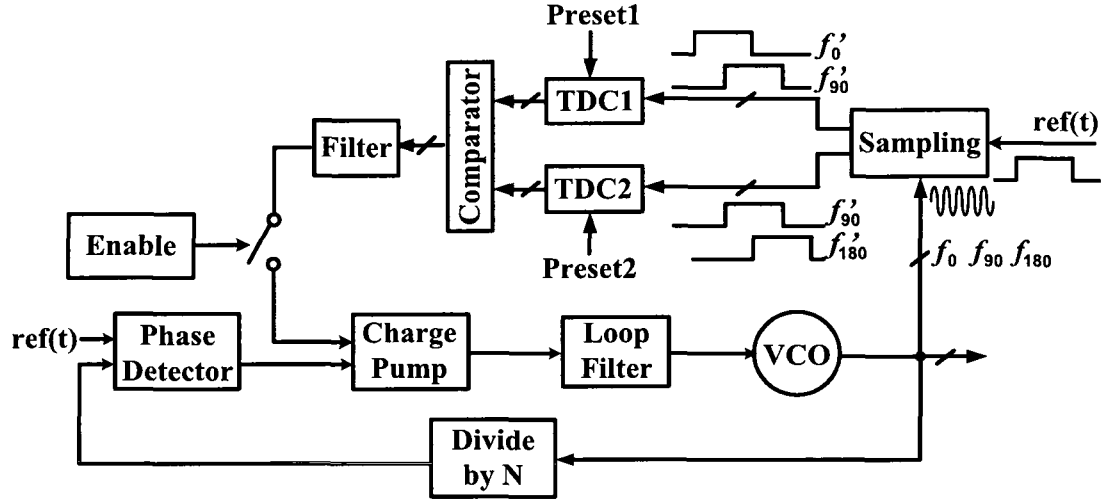 Preset1
f0'
f90'
TDC1
Comparator
Filter
Sampling
ref(t)
TDC2
f90'
f180'
Preset2
Enable
f0 f90 f180
ref(t)
Phase
Detector
Charge
Pump
Loop
Filter
VCO
Divide
by N